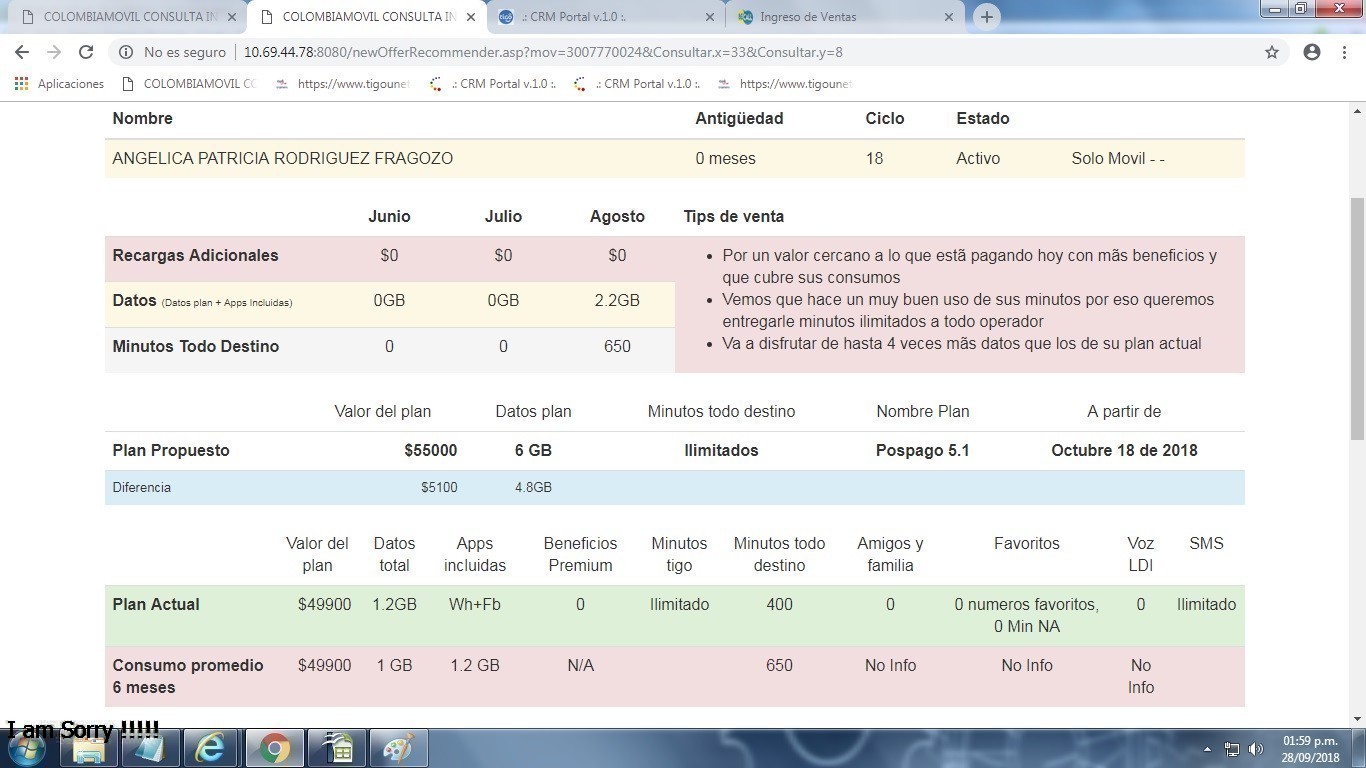 COLOMBIAMOVIL CONSULTA IN
COLOMBIAMOVIL CONSULTA IN
.: CRM Portal v.1.0 :.
Ingreso de Ventas
No es seguro
10.69.44.78:8080/newOfferRecommender.asp?mov=3007770024&Consultar.x=33&Consultar.y=8
Aplicaciones
COLOMBIAMOVIL CO
https://www.tigounet
.: CRM Portal v.1.0 :.
.: CRM Portal v.1.0 :.
https://www.tigoune
Nombre Antigüedad Ciclo Estado
ANGELICA PATRICIA RODRIGUEZ FRAGOZO 0 meses 18 Activo Solo Movil - -
Junio Julio Agosto Tips de venta
Recargas Adicionales $0 $0 $0
Datos (Datos plan + Apps Incluidas) 0GB 0GB 2.2GB
Minutos Todo Destino 0 0 650
• Por un valor cercano a lo que estã pagando hoy con mãs beneficios y
que cubre sus consumos
• Vemos que hace un muy buen uso de sus minutos por eso queremos
entregarle minutos ilimitados a todo operador
• Va a disfrutar de hasta 4 veces mãs datos que los de su plan actual
Valor del plan Datos plan Minutos todo destino Nombre Plan A partir de
Plan Propuesto $55000 6 GB Ilimitados Pospago 5.1 Octubre 18 de 2018
Diferencia $5100 4.8GB
Valor del Datos Apps Beneficios Minutos Minutos todo Amigos y Favoritos Voz SMS
plan total incluidas Premium tigo destino familia LDI
Plan Actual $49900 1.2GB Wh+Fb 0 Ilimitado 400 0 0 numeros favoritos, 0 Ilimitado
0 Min NA
Consumo promedio $49900 1 GB 1.2 GB N/A 650 No Info No Info No
6 meses Info
I am Sorry !!!!!
01:59 p.m.
28/09/2018